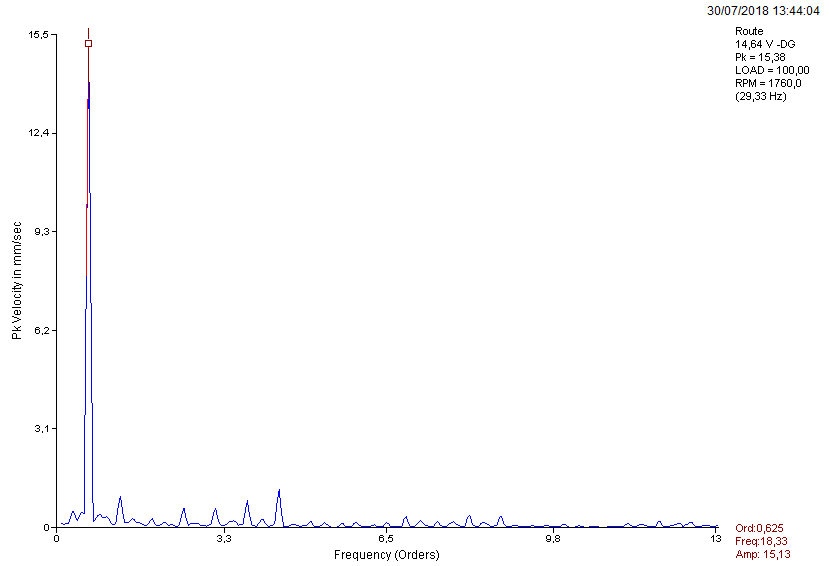 30/07/2018 13:44:04
Route
14,64 V -DG
Pk = 15,38
LOAD = 100,00
RPM = 1760,0
(29,33 Hz)
15,5
12,4
9,3
6,2
3,1
0
Pk Velocity in mm/sec
0 3,3 6,5 9,8 13
Frequency (Orders)
Ord:0,625
Freq:18,33
Amp: 15,13